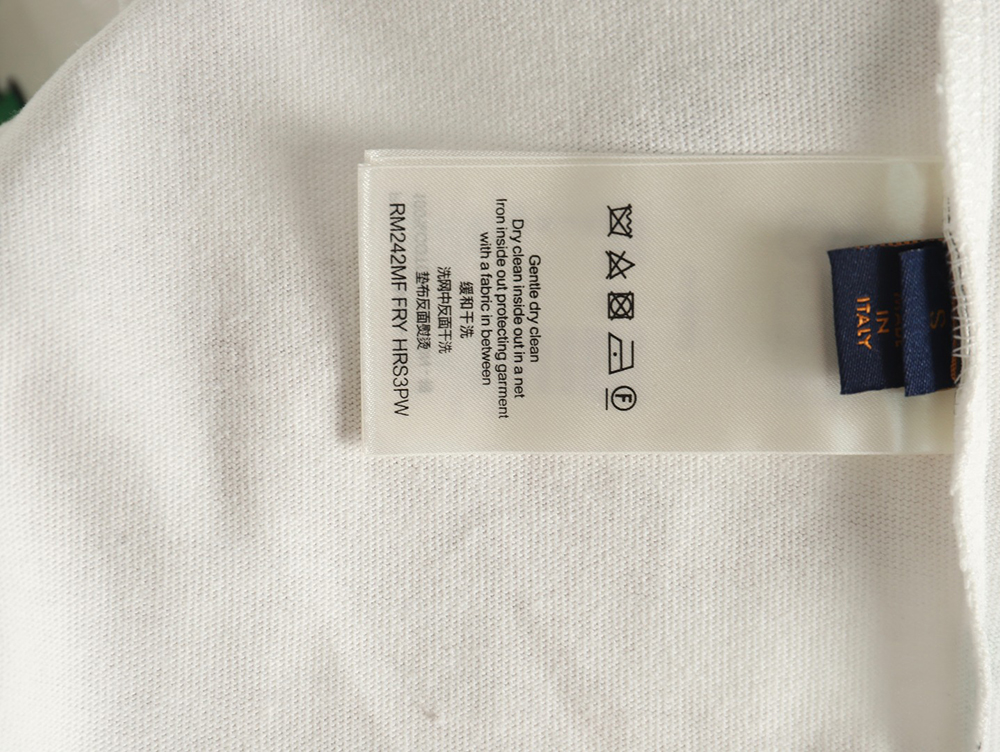 Gentle dry clean
Dry clean inside out in a net
Iron inside out protecting garment
with a fabric in between
缓和干洗
洗网中反面干洗
垫布反面熨烫
RM242MF FRY HRS3PW
F
S
IN
ITALY